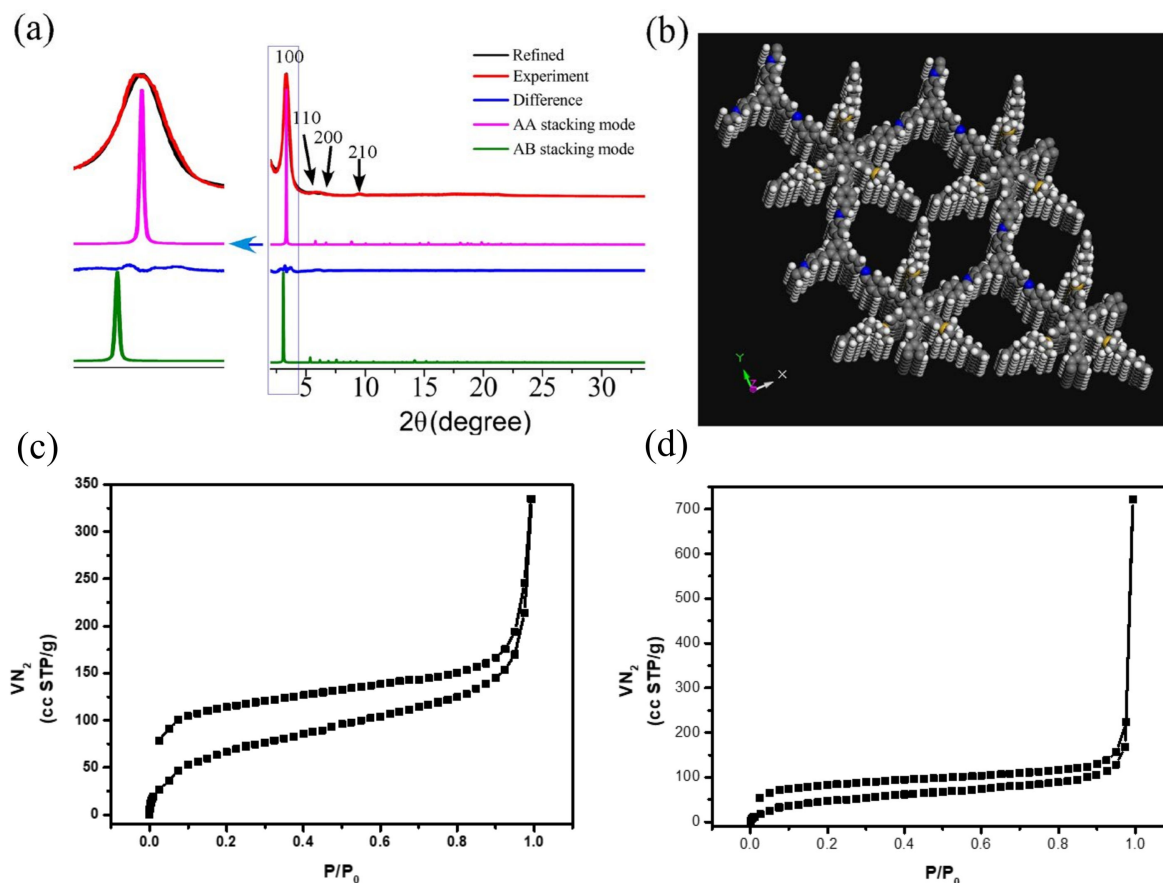 (a)
100
110
200
210
Refined
Experiment
Difference
AA stacking mode
AB stacking mode
5 10 15 20 25 30
2θ(degree)
(b)
Y
Z
X
(c)
350
300
250
200
150
100
50
0
VN₂
(cc STP/g)
0.0 0.2 0.4 0.6 0.8 1.0
P/P₀
(d)
700
600
500
400
300
200
100
0
VN₂
(cc STP/g)
0.0 0.2 0.4 0.6 0.8 1.0
P/P₀